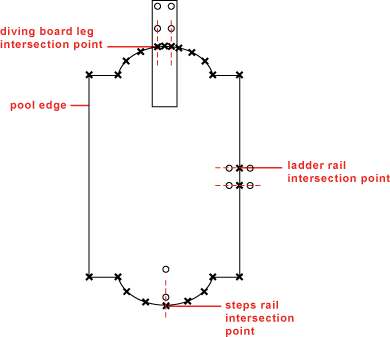 diving board leg
intersection point
pool edge
ladder rail
intersection point
steps rail
intersection
point